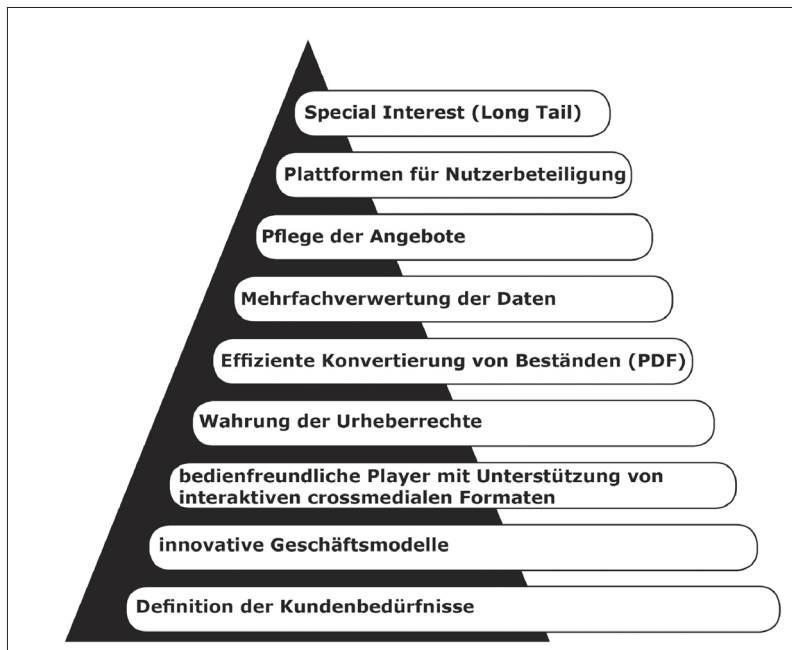 Special Interest (Long Tail)
Plattformen für Nutzerbeteiligung
Pflege der Angebote
Mehrfachverwertung der Daten
Effiziente Konvertierung von Beständen (PDF)
Wahrung der Urheberrechte
bedienfreundliche Player mit Unterstützung von
interaktiven crossmedialen Formaten
innovative Geschäftsmodelle
Definition der Kundenbedürfnisse